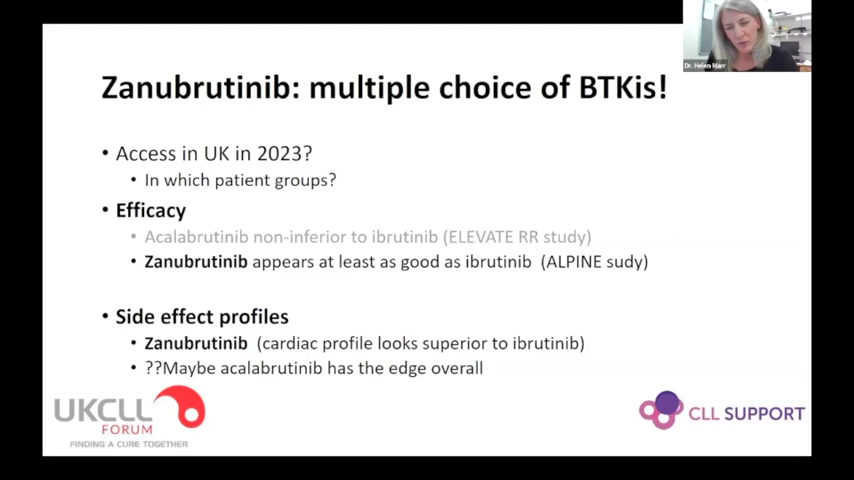 Dr. Helen Marr
Zanubrutinib: multiple choice of BTKis!
• Access in UK in 2023?
• In which patient groups?
• Efficacy
• Acalabrutinib non-inferior to ibrutinib (ELEVATE RR study)
• Zanubrutinib appears at least as good as ibrutinib (ALPINE sudy)
• Side effect profiles
• Zanubrutinib (cardiac profile looks superior to ibrutinib)
• ??Maybe acalabrutinib has the edge overall
UKCLL
FORUM
FINDING A CURE TOGETHER
CLL SUPPORT